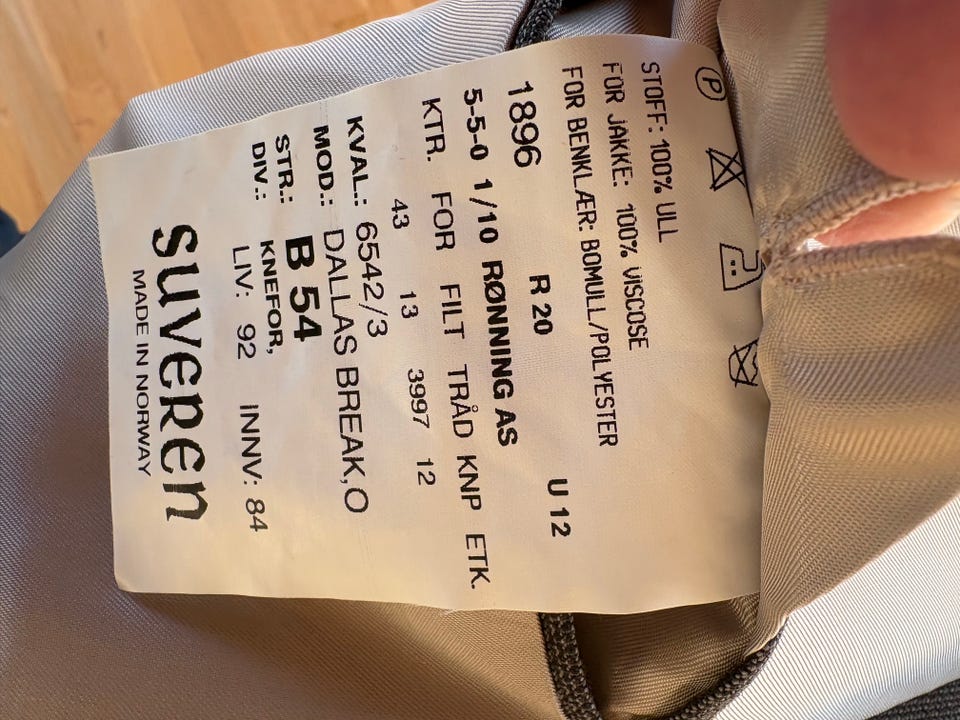 P
STOFF: 100% ULL
FOR JAKKE: 100% VISCOSE
FOR BENKLÆR: BOMULL/POLYESTER
1896 R 20 U 12
5-5-0 1/10 RØNNING AS
KTR. FOR FILT TRÅD KNP ETK.
43 13 3997 12
KVAL.: 6542/3
MOD.: DALLAS BREAK,O
STR.: B 54
DIV.: KNEFOR,
LIV: 92 INNV: 84
suveren
MADE IN NORWAY